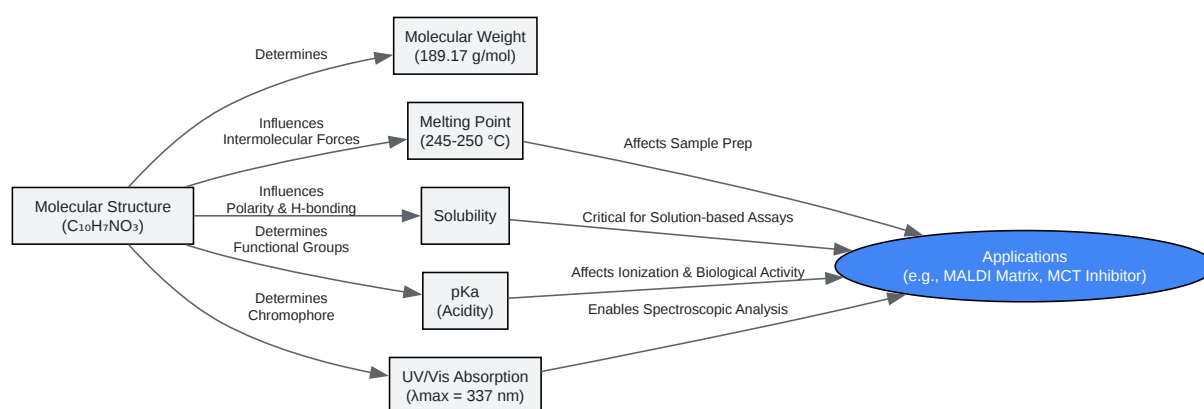 Molecular Weight
(189.17 g/mol)
Determines
Melting Point
(245-250 °C)
Influences
Intermolecular Forces
Affects Sample Prep
Molecular Structure
(C₁₀H₇NO₃)
Influences
Polarity & H-bonding
Solubility
Critical for Solution-based Assays
Determines
Functional Groups
Applications
(e.g., MALDI Matrix, MCT Inhibitor)
pKa
(Acidity)
Affects Ionization & Biological Activity
Determines
Chromophore
Enables Spectroscopic Analysis
UV/Vis Absorption
(λmax = 337 nm)